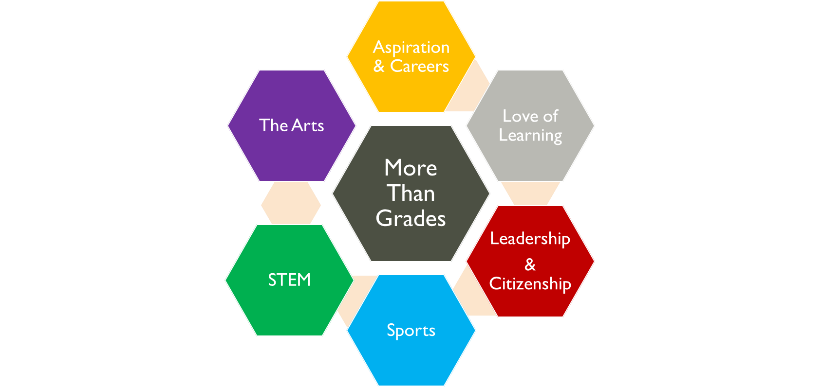 Aspiration
& Careers
The Arts
Love of
Learning
More
Than
Grades
Leadership
&
Citizenship
STEM
Sports